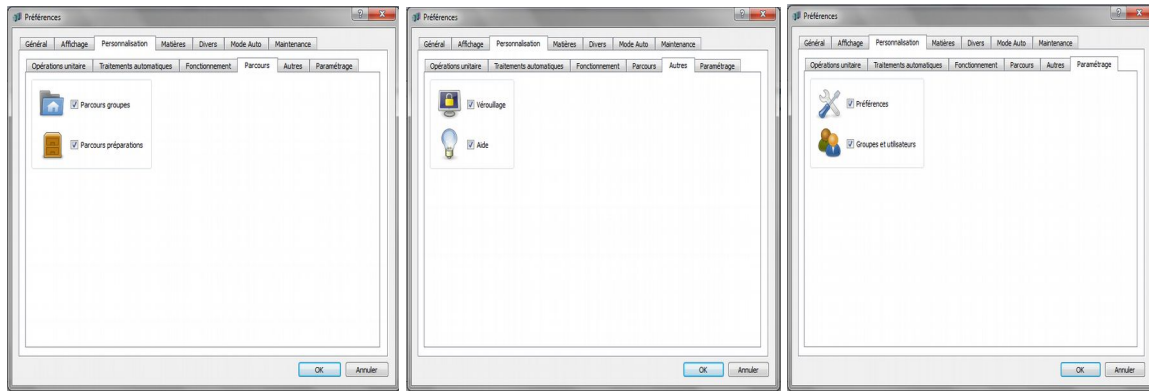 Préférences
Général Affichage Personnalisation Matières Divers Mode Auto Maintenance
Opérations unitaire Traitements automatiques Fonctionnement Parcours Autres Paramétrage
Parcours groupes
Parcours préparations
OK Annuler
Préférences
Général Affichage Personnalisation Matières Divers Mode Auto Maintenance
Opérations unitaire Traitements automatiques Fonctionnement Parcours Autres Paramétrage
Vérouillage
Aide
OK Annuler
Préférences
Général Affichage Personnalisation Matières Divers Mode Auto Maintenance
Opérations unitaire Traitements automatiques Fonctionnement Parcours Autres Paramétrage
Préférences
Groupes et utilisateurs
OK Annuler